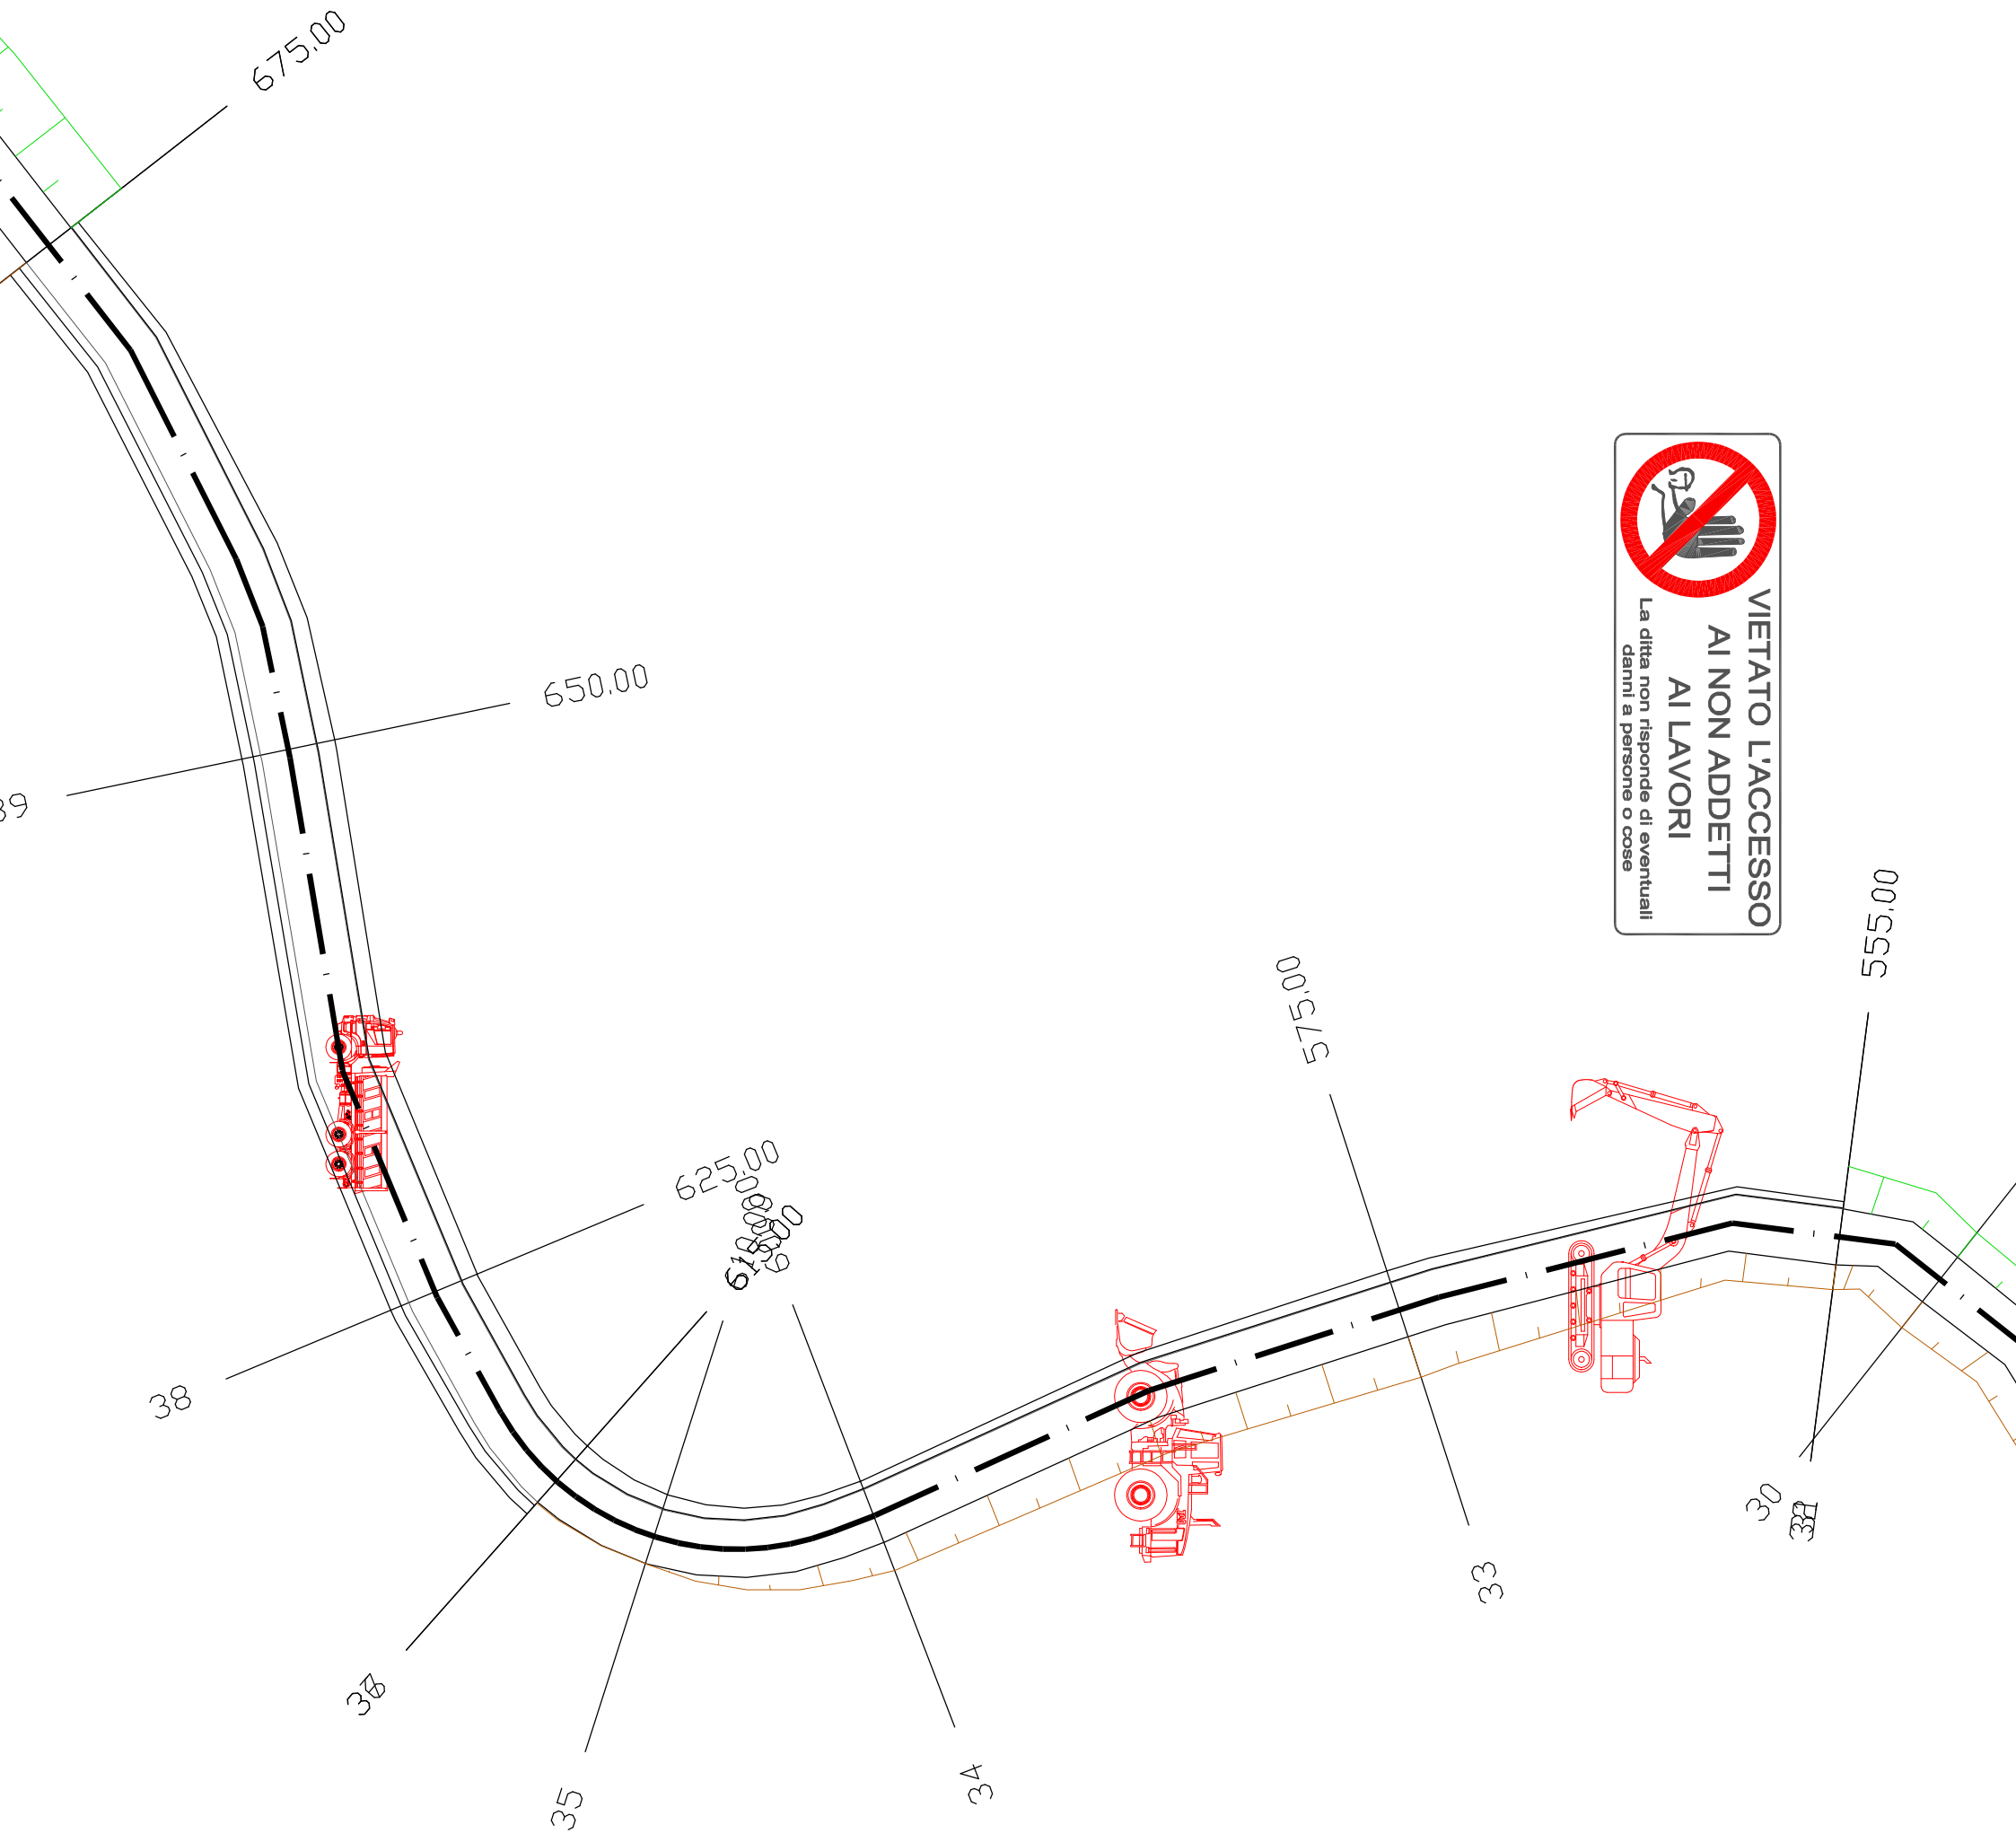 675.00
650.00
VIETATO L'ACCESSO
AI NON ADDETTI
AI LAVORI
La ditta non risponde di eventuali
danni a persone o cose
555.00
575.00
625.00
38
30
33
34
35